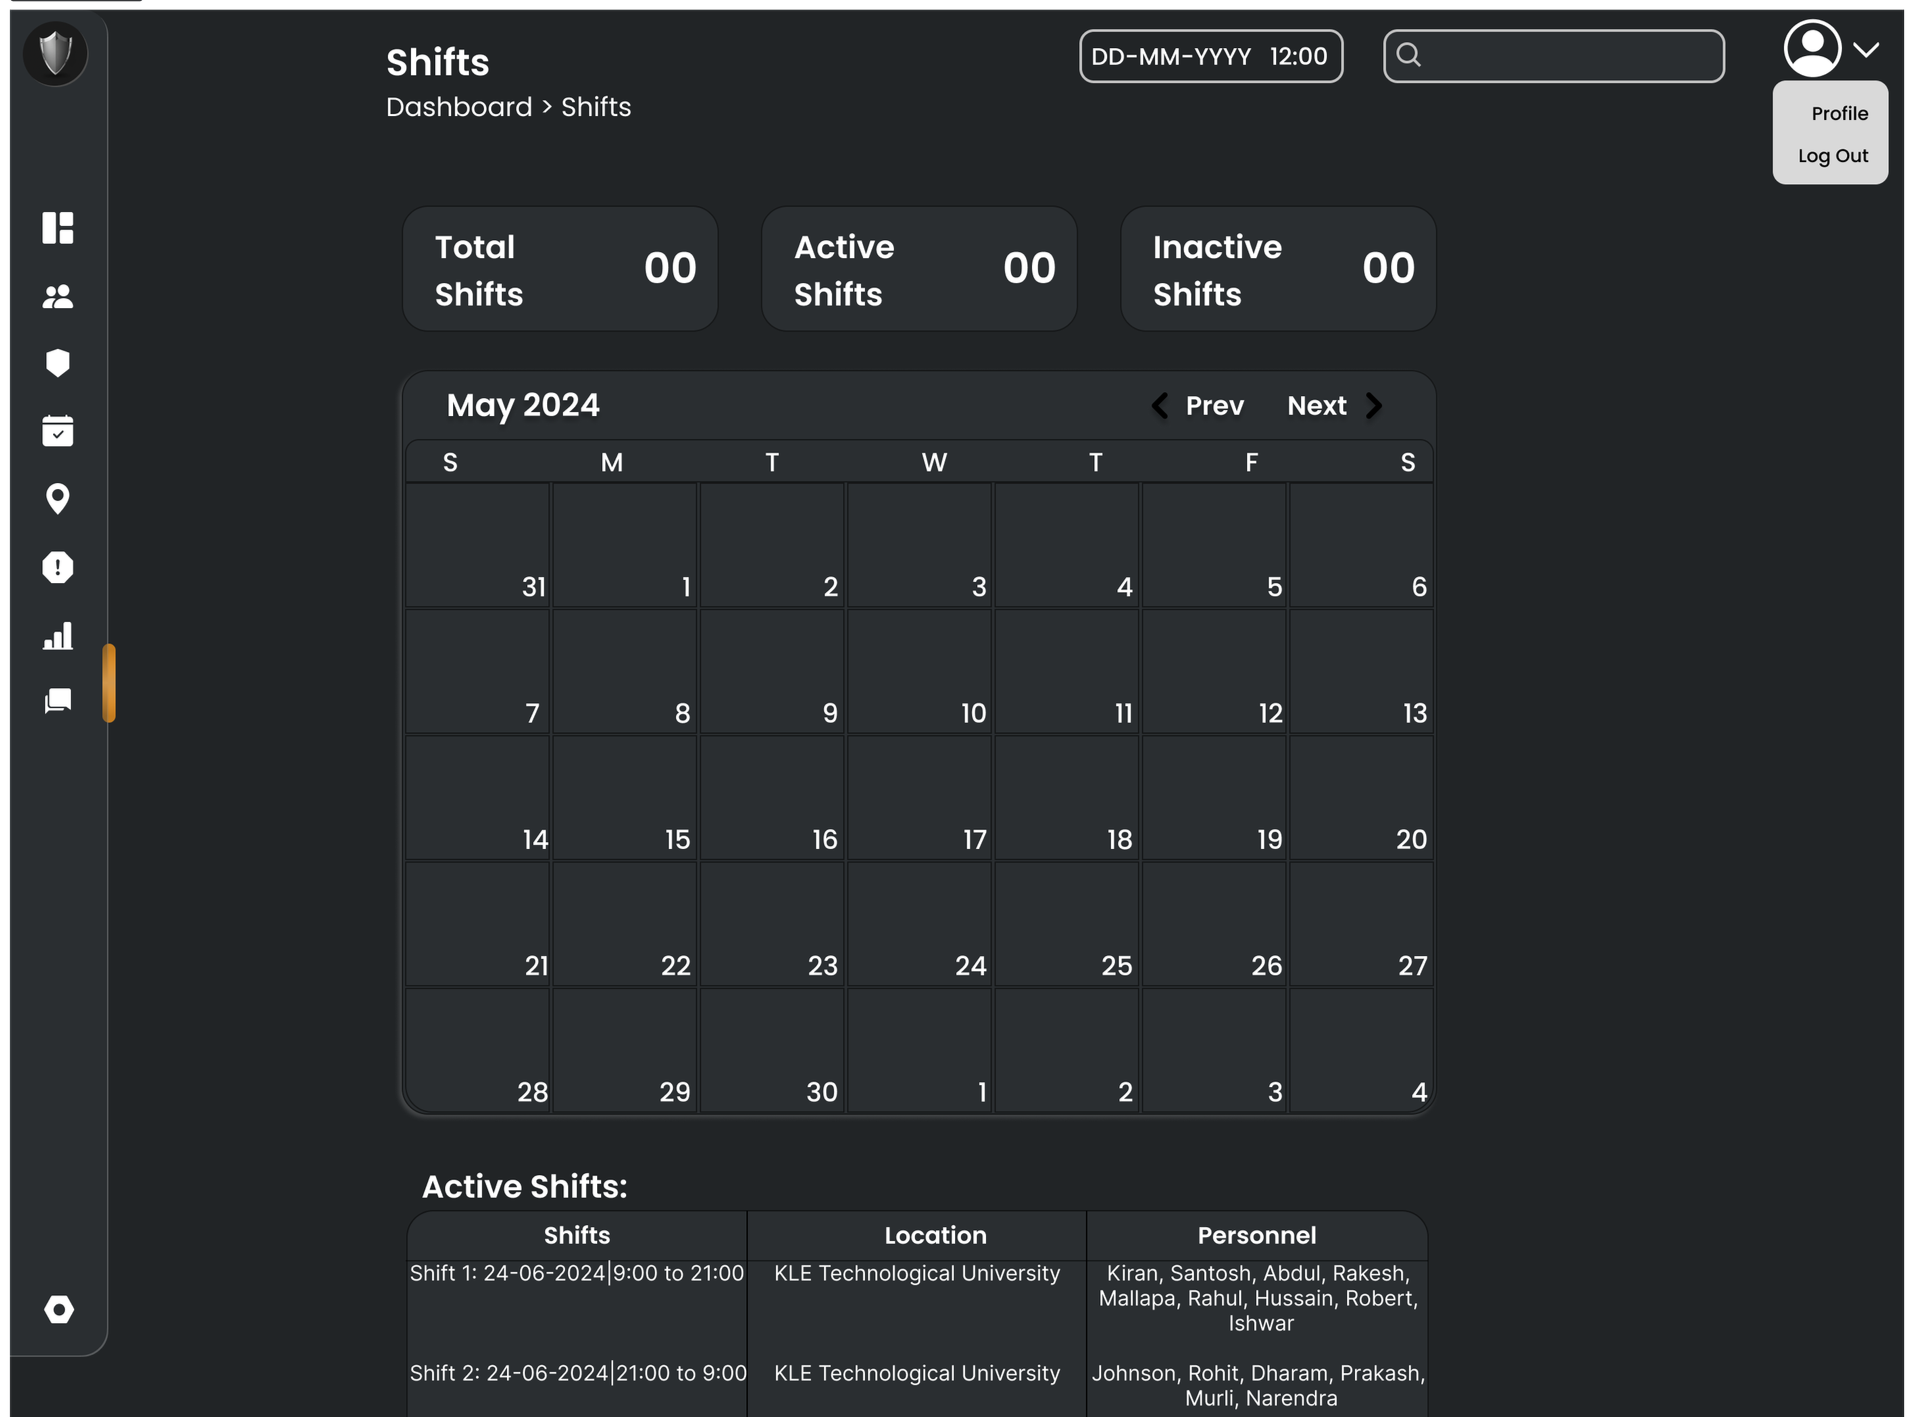 Shifts
DD-MM-YYYY 12:00
Dashboard > Shifts
Profile
Log Out
Total
Shifts
00
Active
Shifts
00
Inactive
Shifts
00
May 2024
Prev
Next
S M T W T F S
31 1 2 3 4 5 6
7 8 9 10 11 12 13
14 15 16 17 18 19 20
21 22 23 24 25 26 27
28 29 30 1 2 3 4
Active Shifts:
Shifts Location Personnel
Shift 1: 24-06-2024|9:00 to 21:00
KLE Technological University
Kiran, Santosh, Abdul, Rakesh,
Mallapa, Rahul, Hussain, Robert,
Ishwar
Shift 2: 24-06-2024|21:00 to 9:00
KLE Technological University
Johnson, Rohit, Dharam, Prakash,
Murli, Narendra